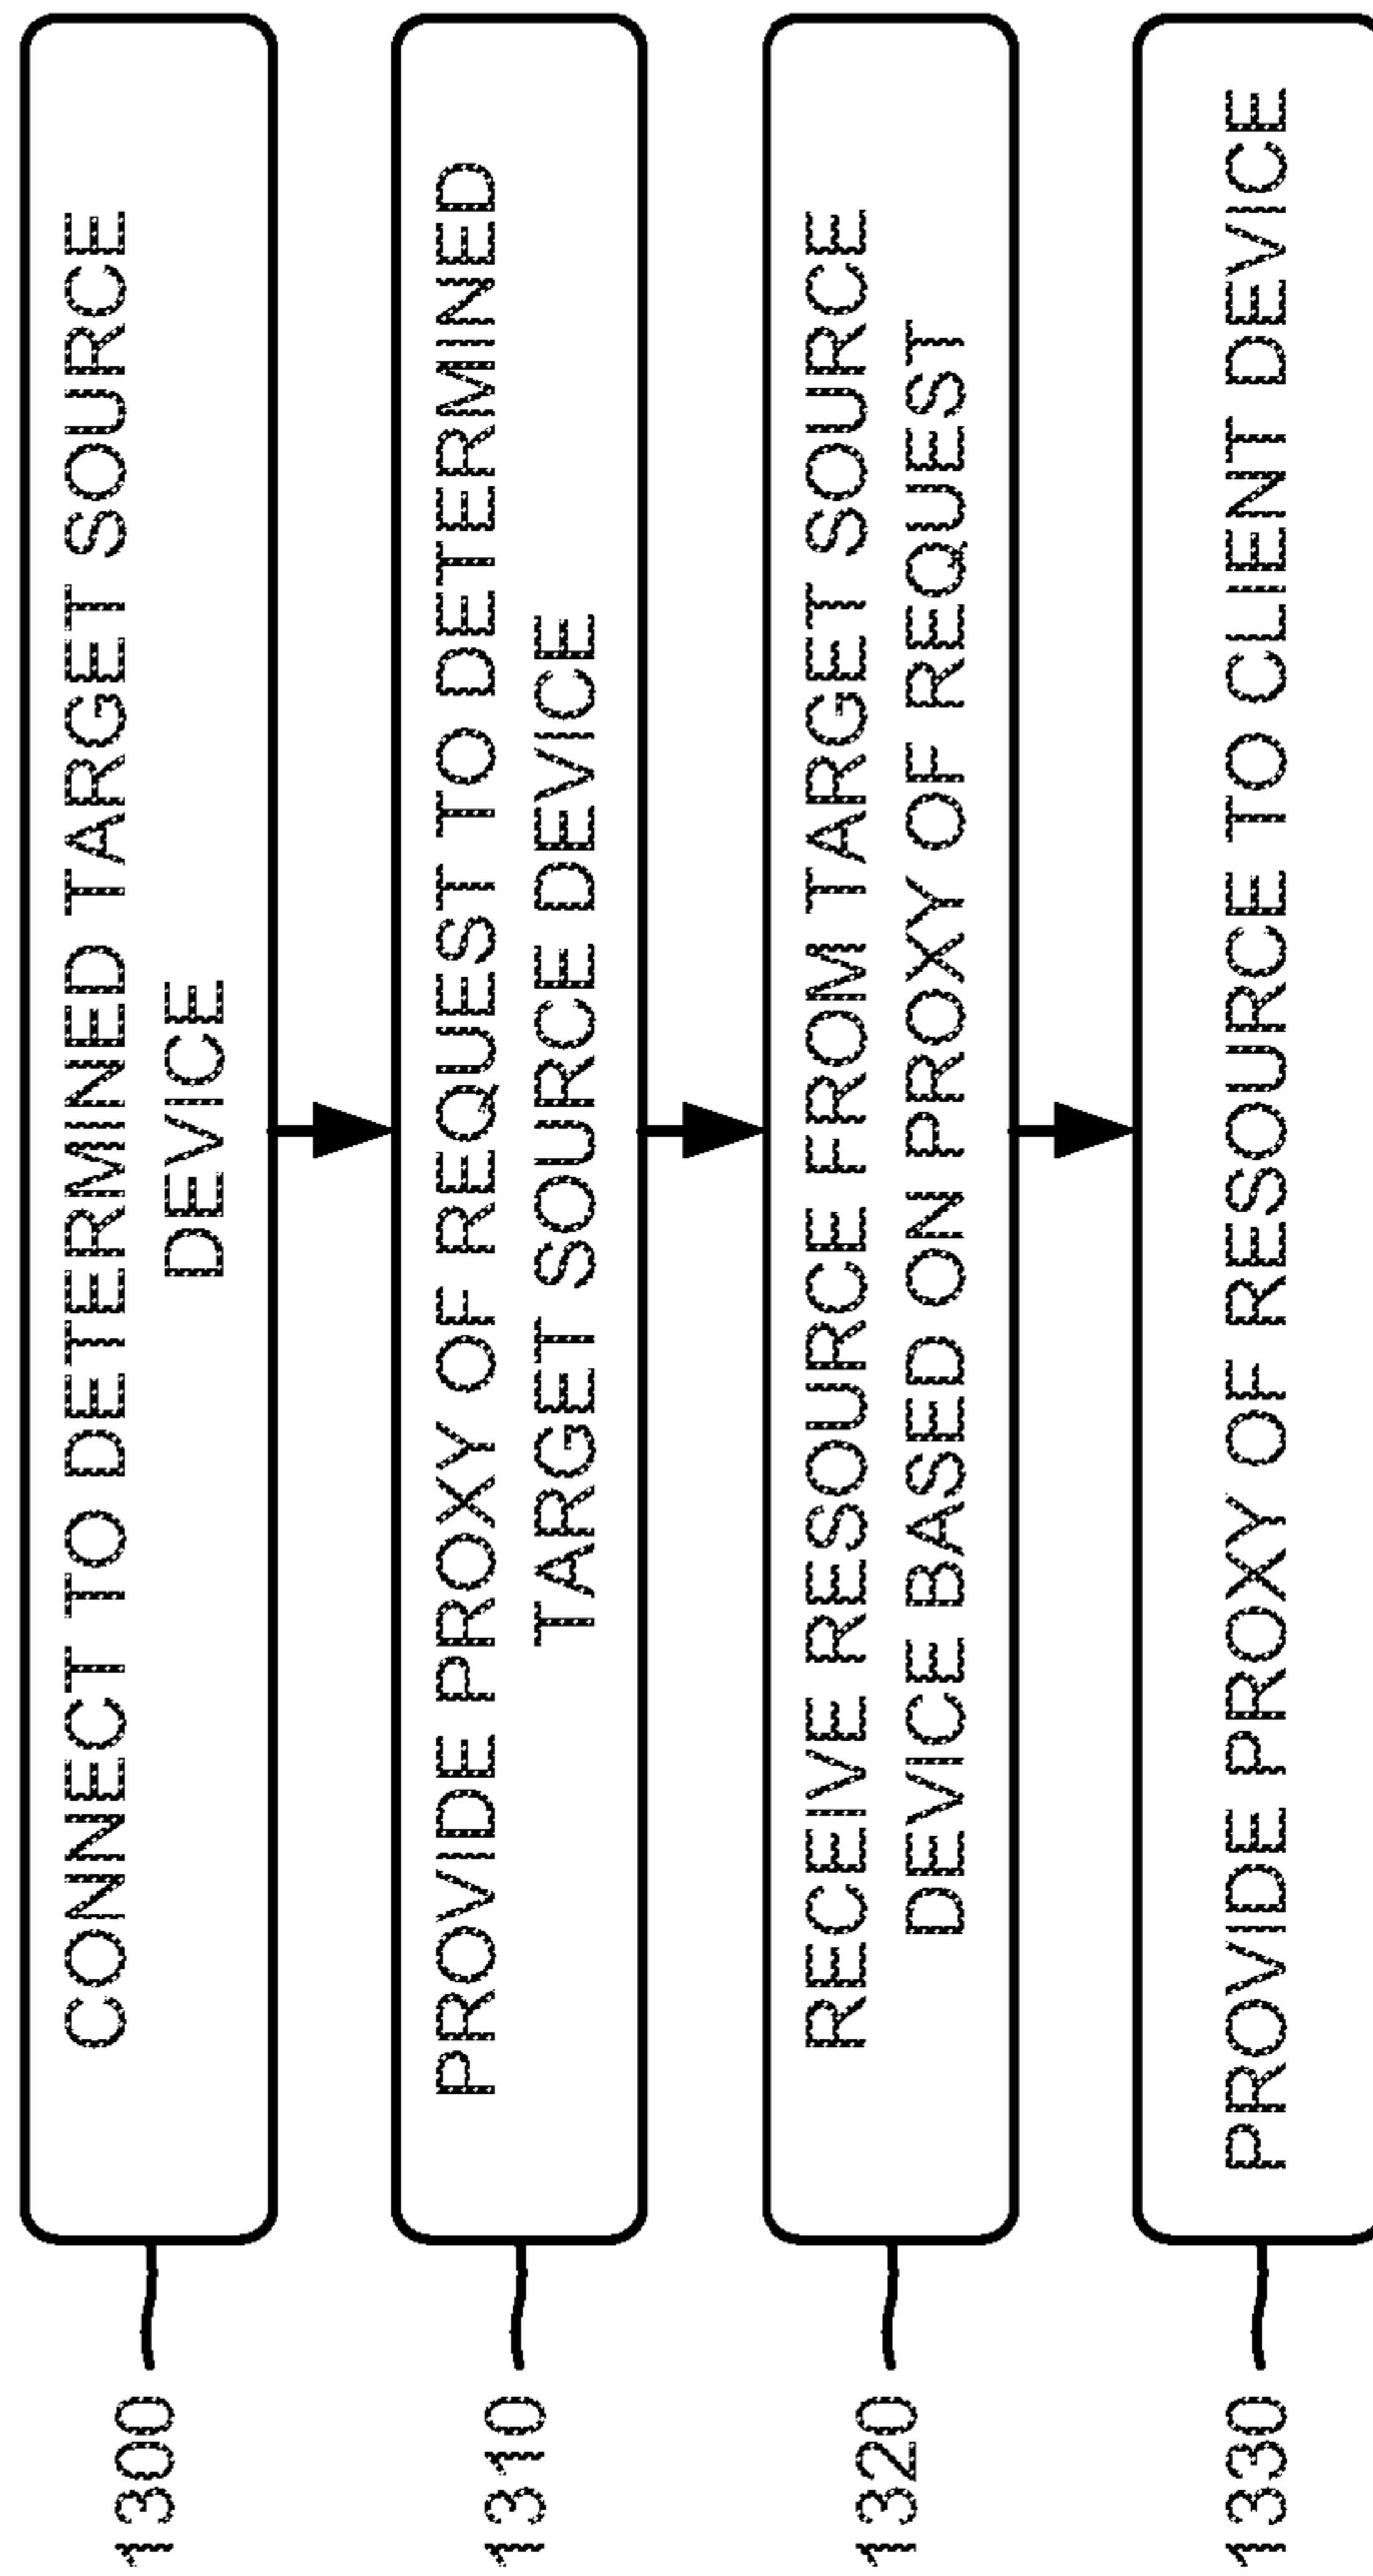 1300
CONNECT TO DETERMINED TARGET SOURCE
DEVICE
1310
PROVIDE PROXY OF REQUEST TO DETERMINED
TARGET SOURCE DEVICE
1320
RECEIVE RESOURCE FROM TARGET SOURCE
DEVICE BASED ON PROXY OF REQUEST
1330
PROVIDE PROXY OF RESOURCE TO CLIENT DEVICE